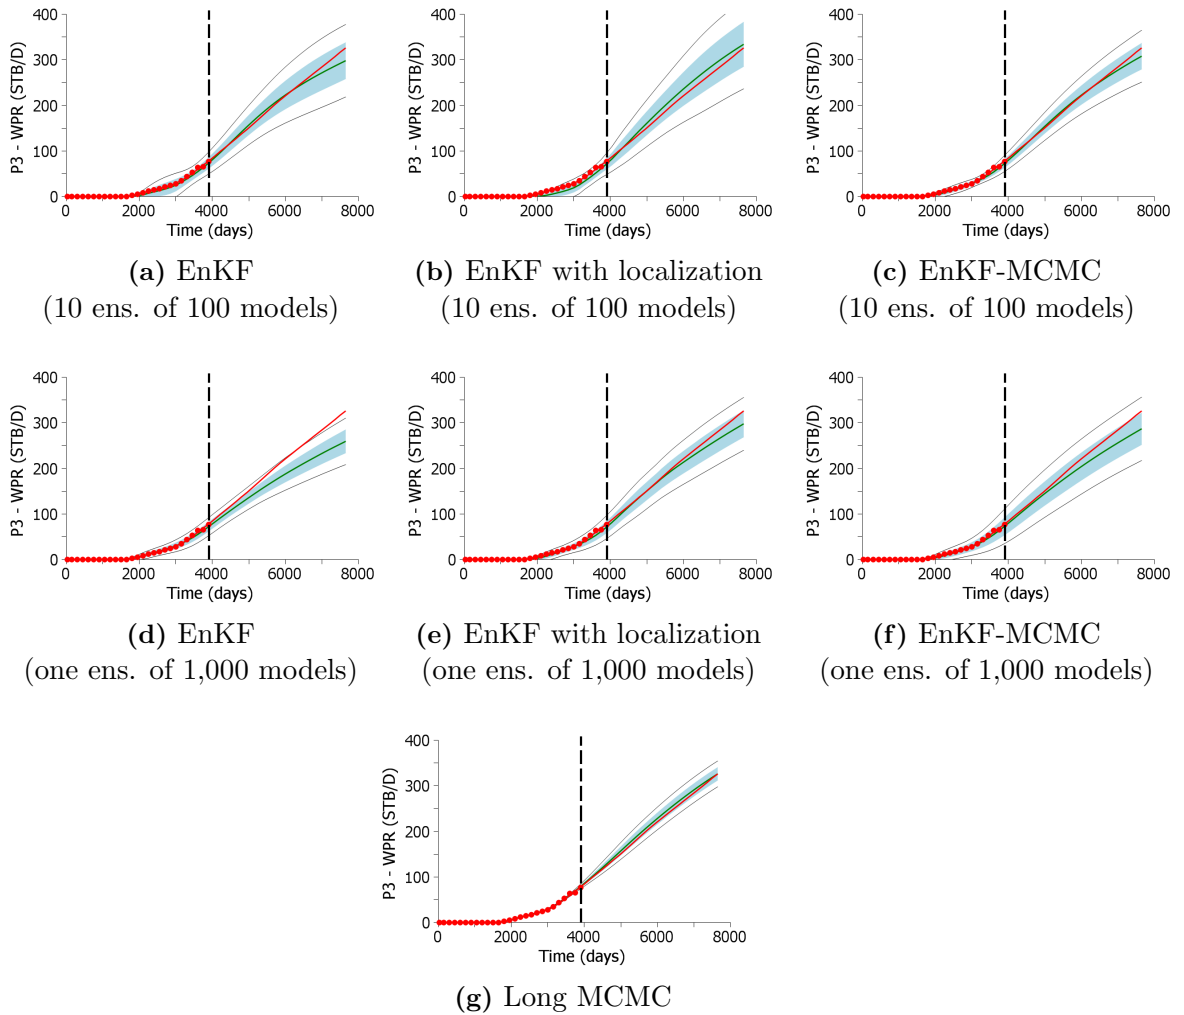 400
300
200
100
0
P3 - WPR (STB/D)
0 2000 4000 6000 8000
Time (days)
(a) EnKF
(10 ens. of 100 models)
400
300
200
100
0
P3 - WPR (STB/D)
0 2000 4000 6000 8000
Time (days)
(b) EnKF with localization
(10 ens. of 100 models)
400
300
200
100
0
P3 - WPR (STB/D)
0 2000 4000 6000 8000
Time (days)
(c) EnKF-MCMC
(10 ens. of 100 models)
400
300
200
100
0
P3 - WPR (STB/D)
0 2000 4000 6000 8000
Time (days)
(d) EnKF
(one ens. of 1,000 models)
400
300
200
100
0
P3 - WPR (STB/D)
0 2000 4000 6000 8000
Time (days)
(e) EnKF with localization
(one ens. of 1,000 models)
400
300
200
100
0
P3 - WPR (STB/D)
0 2000 4000 6000 8000
Time (days)
(f) EnKF-MCMC
(one ens. of 1,000 models)
400
300
200
100
0
P3 - WPR (STB/D)
0 2000 4000 6000 8000
Time (days)
(g) Long MCMC